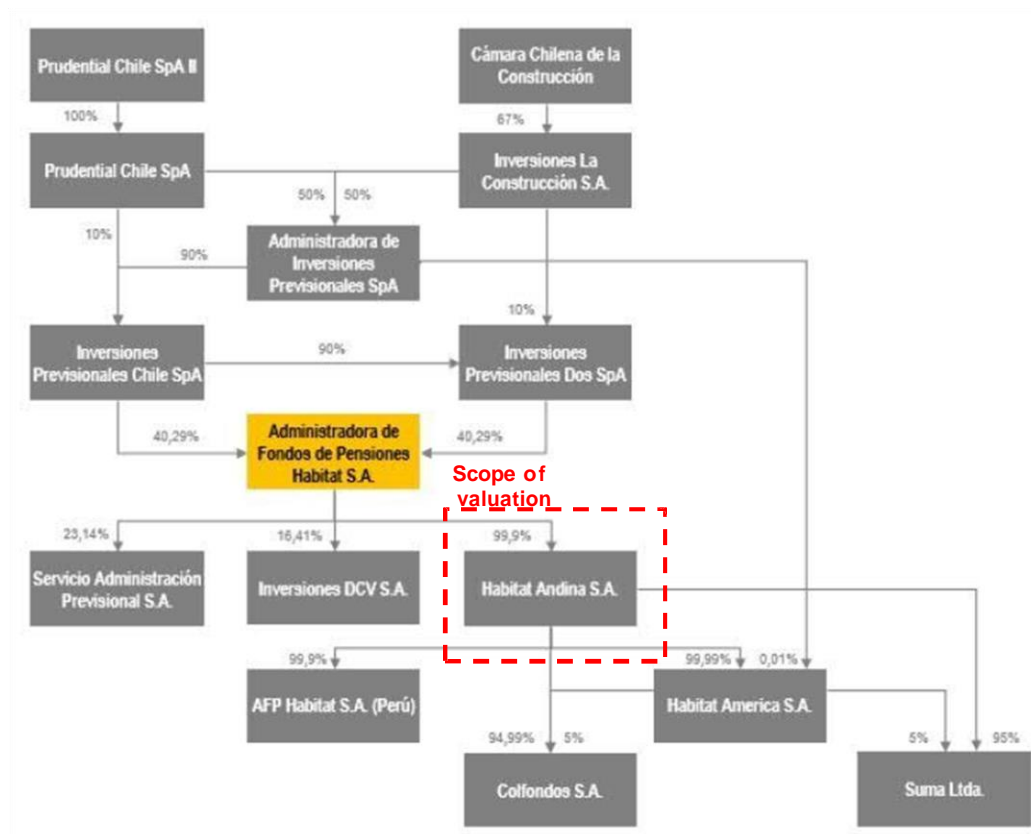 Prudential Chile SpA II
Cámara Chilena de la
Construcción
100%
67%
Prudential Chile SpA
Inversiones La
Construcción S.A.
50%
50%
10%
90%
Administradora de
Inversiones
Previsionales SpA
10%
Inversiones
Previsionales Chile SpA
90%
Inversiones
Previsionales Dos SpA
40,29%
Administradora de
Fondos de Pensiones
Habitat S.A.
40,29%
Scope of
valuation
23,14%
16,41%
99,9%
Servicio Administración
Previsional S.A.
Inversiones DCV S.A.
Habitat Andina S.A.
99,9%
99,99%
0,01%
AFP Habitat S.A. (Perú)
Habitat America S.A.
94,99%
5%
5%
95%
Colfondos S.A.
Suma Ltda.